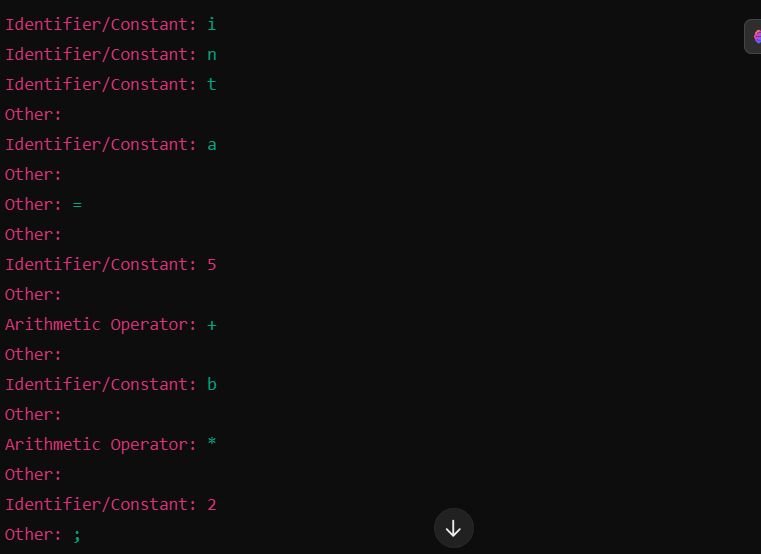 Identifier/Constant: i
Identifier/Constant: n
Identifier/Constant: t
Other:
Identifier/Constant: a
Other:
Other: =
Other:
Identifier/Constant: 5
Other:
Arithmetic Operator: +
Other:
Identifier/Constant: b
Other:
Arithmetic Operator: *
Other:
Identifier/Constant: 2
Other: ;